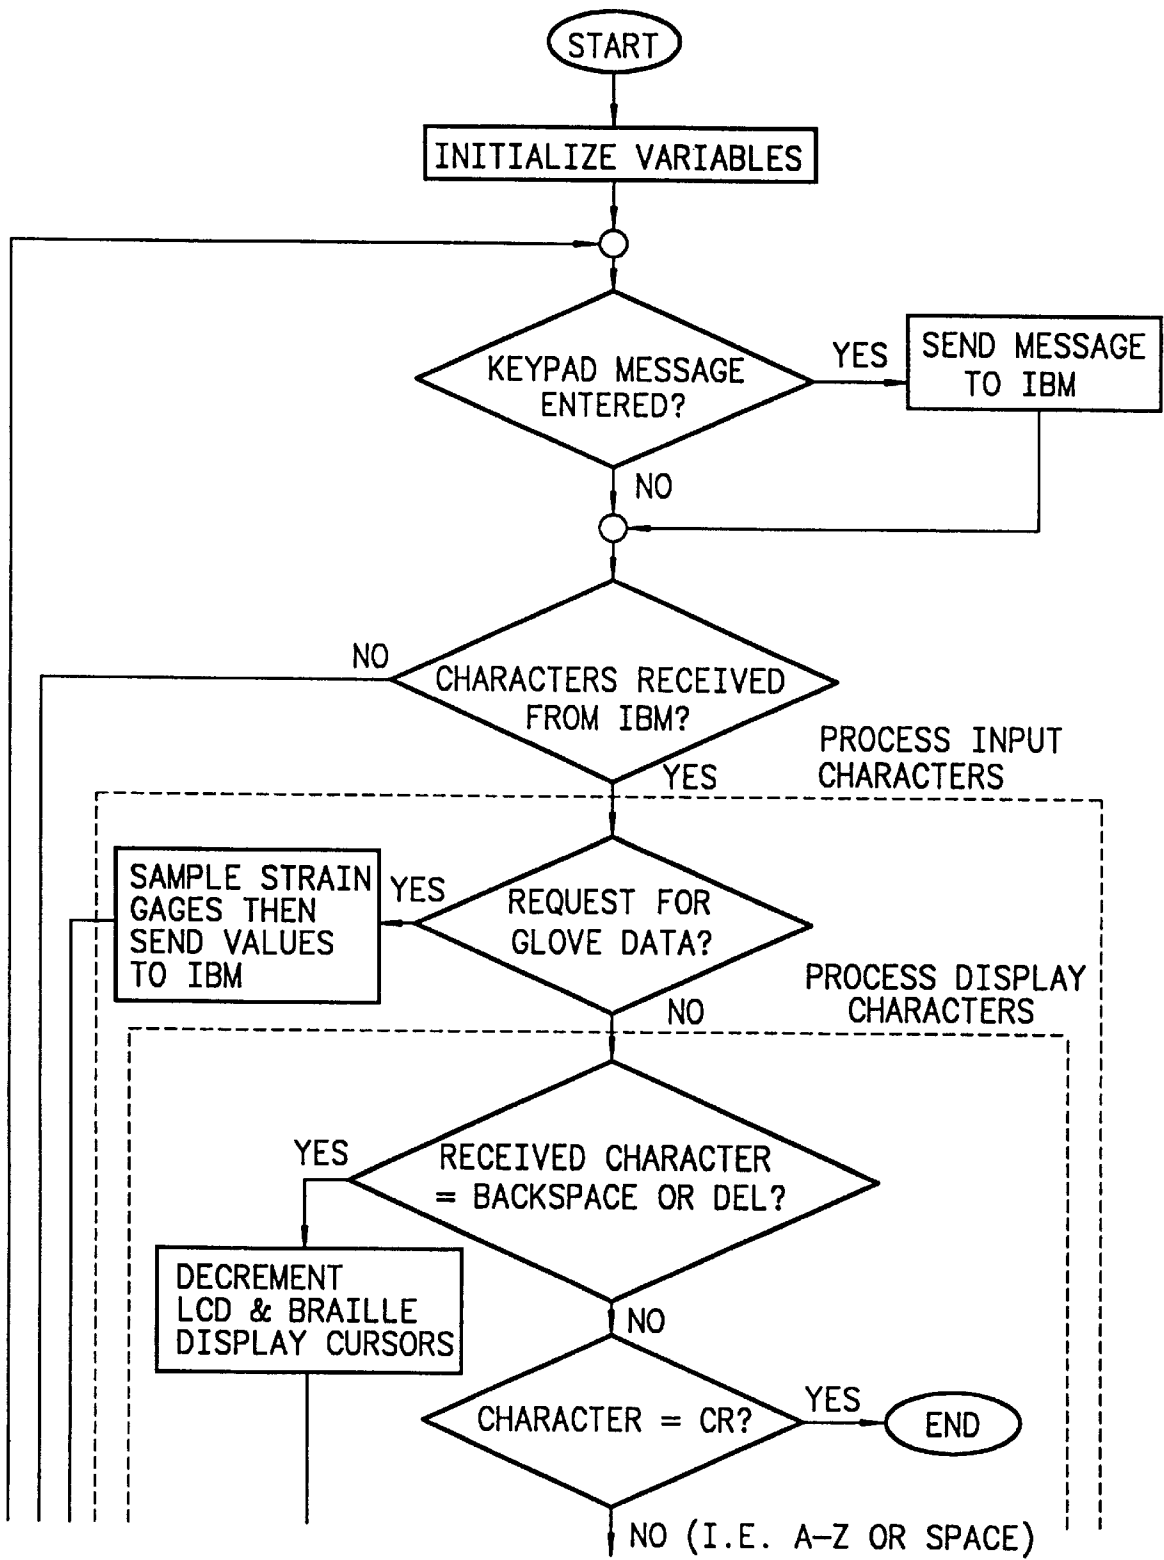 START
INITIALIZE VARIABLES
KEYPAD MESSAGE
ENTERED?
YES
SEND MESSAGE
TO IBM
NO
NO
CHARACTERS RECEIVED
FROM IBM?
YES
PROCESS INPUT
CHARACTERS
SAMPLE STRAIN
GAGES THEN
SEND VALUES
TO IBM
YES
REQUEST FOR
GLOVE DATA?
NO
PROCESS DISPLAY
CHARACTERS
YES
RECEIVED CHARACTER
= BACKSPACE OR DEL?
DECREMENT
LCD & BRAILLE
DISPLAY CURSORS
NO
CHARACTER = CR?
YES
END
NO (I.E. A-Z OR SPACE)